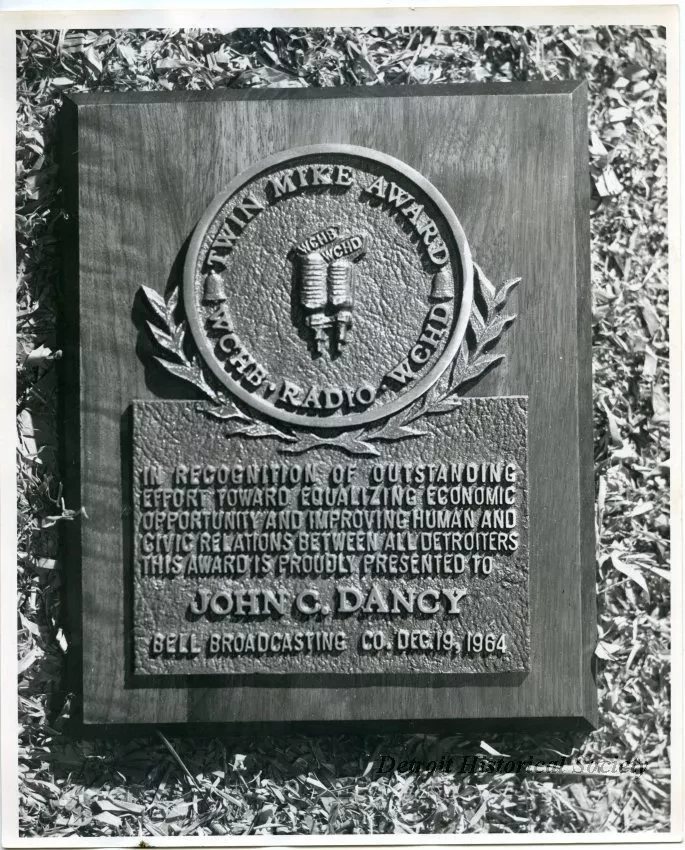 TWIN MIKE AWARD
WCHB
WCHD
WCHB · RADIO · WCHD
IN RECOGNITION OF OUTSTANDING
EFFORT TOWARD EQUALIZING ECONOMIC
OPPORTUNITY AND IMPROVING HUMAN AND
CIVIC RELATIONS BETWEEN ALL DETROITERS
THIS AWARD IS PROUDLY PRESENTED TO
JOHN C. DANCY
BELL BROADCASTING CO. DEC. 19, 1964
Detroit Historical Society